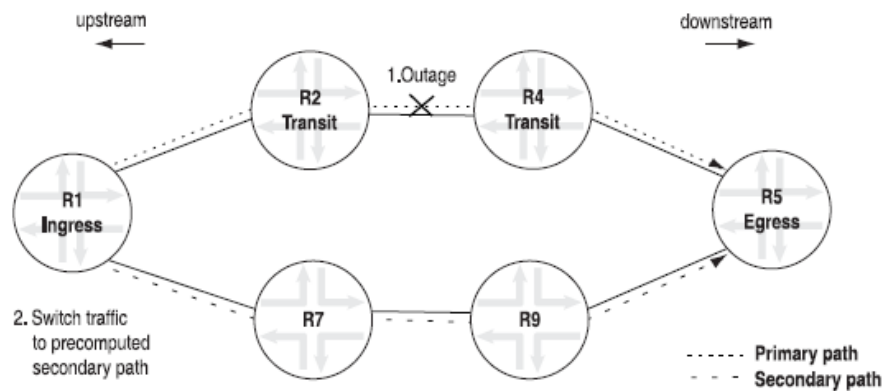 upstream
downstream
1.Outage
R2
Transit
R4
Transit
R1
Ingress
R5
Egress
R7
R9
2. Switch traffic
to precomputed
secondary path
Primary path
Secondary path